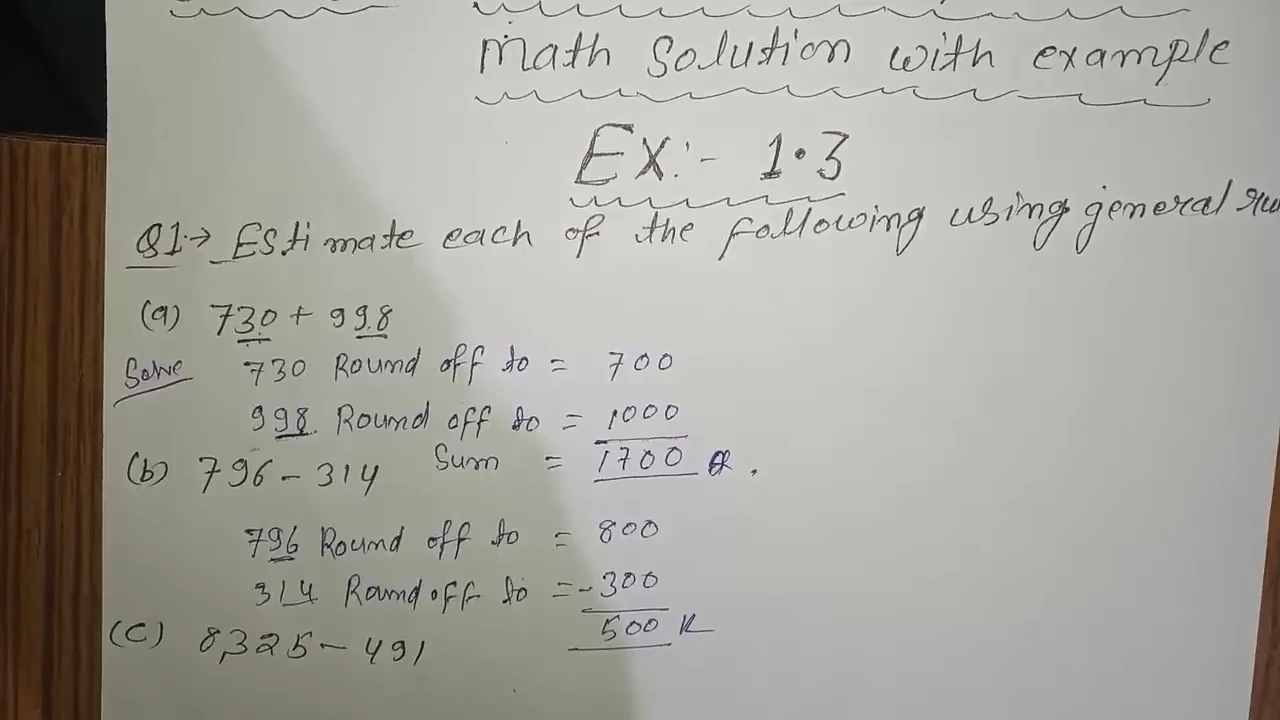 math solution with example
Ex:- 1.3
Q1→ Estimate each of the following using general
(a) 730 + 998
Solve 730 Round off to = 700
998 Round off to = 1000
Sum = 1700
(b) 796 - 314
796 Round off to = 800
314 Round off to = -300
500
(C) 8,325 - 491